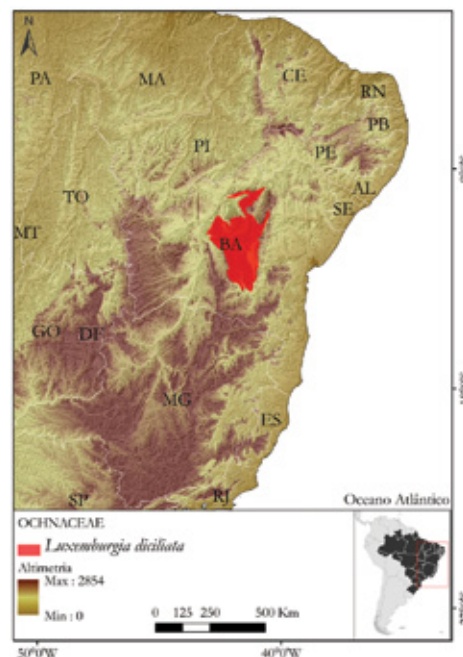 N
PA
MA
CE
RN
PB
PI
PE
AL
TO
SE
MT
BA
GO
DF
MG
ES
SP
RJ
Oceano Atlântico
OCHNACEAE
Luxemburgia diciliata
Altimetria
Max : 2854
Min : 0
0 125 250 500 Km
50°0'W 40°0'W